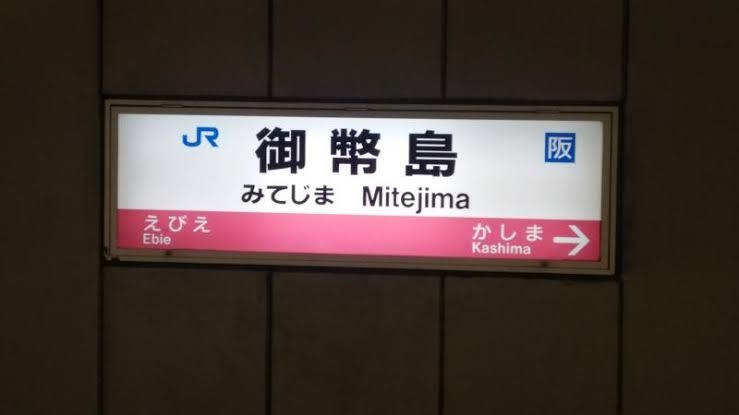 JR 御幣島 阪
みてじま Mitejima
えびえ かしま →
Ebie Kashima